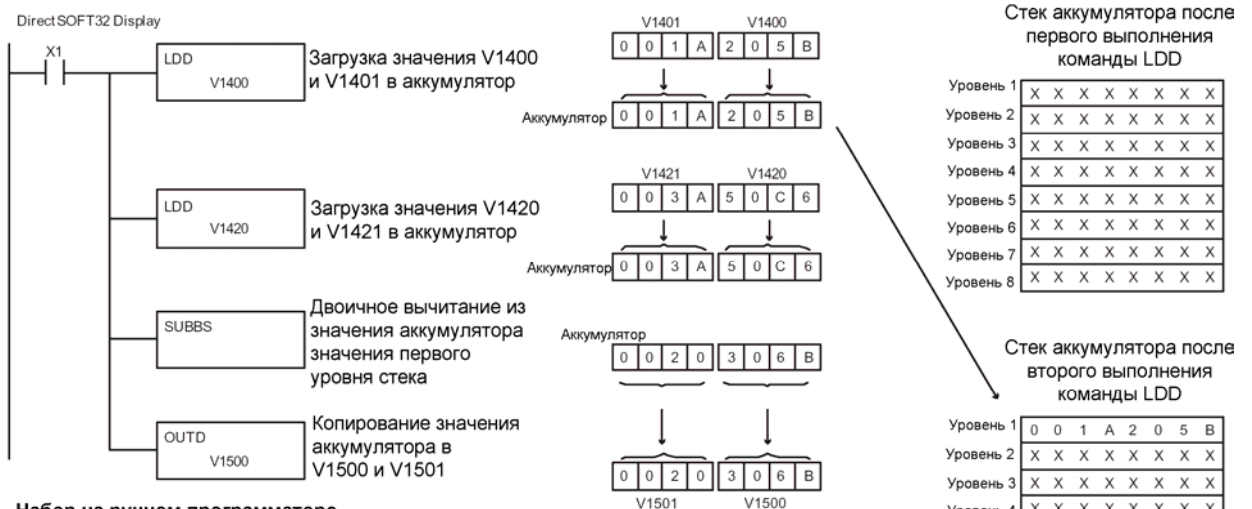 DirectSOFT32 Display
X1
LDD
V1400
Загрузка значения V1400
и V1401 в аккумулятор
LDD
V1420
Загрузка значения V1420
и V1421 в аккумулятор
SUBBS
Двоичное вычитание из
значения аккумулятора
значения первого
уровня стека
OUTD
V1500
Копирование значения
аккумулятора в
V1500 и V1501
V1401 V1400
0 0 1 A 2 0 5 B
Аккумулятор 0 0 1 A 2 0 5 B
V1421 V1420
0 0 3 A 5 0 C 6
Аккумулятор 0 0 3 A 5 0 C 6
Аккумулятор
0 0 2 0 3 0 6 B
0 0 2 0 3 0 6 B
V1501 V1500
Стек аккумулятора после
первого выполнения
команды LDD
Уровень 1 X X X X X X X X
Уровень 2 X X X X X X X X
Уровень 3 X X X X X X X X
Уровень 4 X X X X X X X X
Уровень 5 X X X X X X X X
Уровень 6 X X X X X X X X
Уровень 7 X X X X X X X X
Уровень 8 X X X X X X X X
Стек аккумулятора после
второго выполнения
команды LDD
Уровень 1 0 0 1 A 2 0 5 B
Уровень 2 X X X X X X X X
Уровень 3 X X X X X X X X